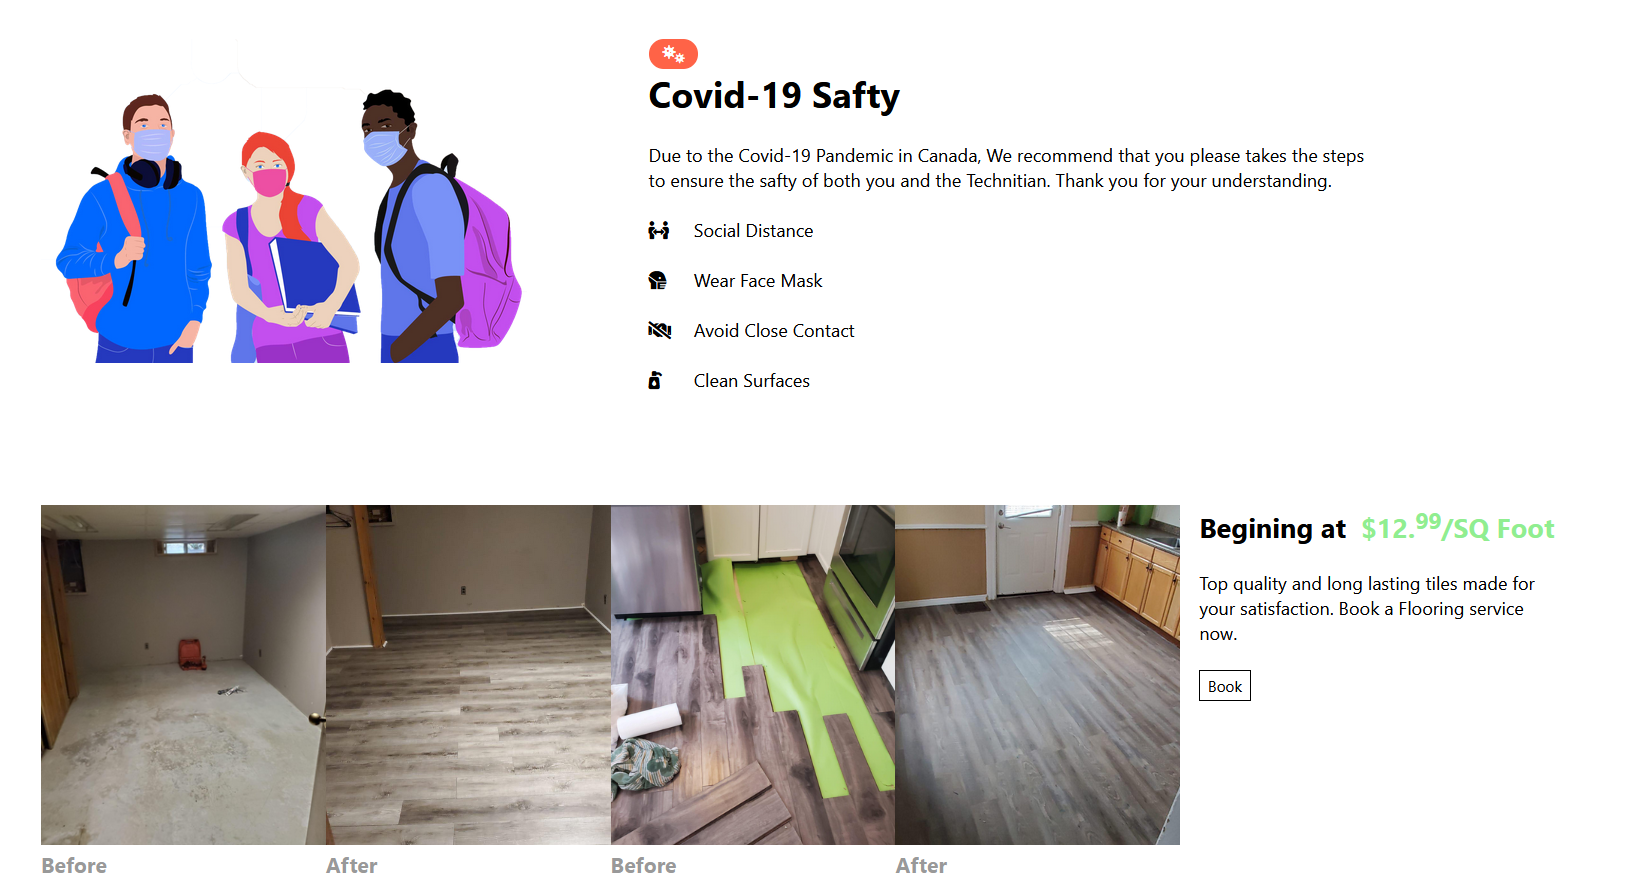 Covid-19 Safty
Due to the Covid-19 Pandemic in Canada, We recommend that you please takes the steps
to ensure the safty of both you and the Technitian. Thank you for your understanding.
Social Distance
Wear Face Mask
Avoid Close Contact
Clean Surfaces
Begining at $12.99/SQ Foot
Top quality and long lasting tiles made for
your satisfaction. Book a Flooring service
now.
Book
Before
After
Before
After